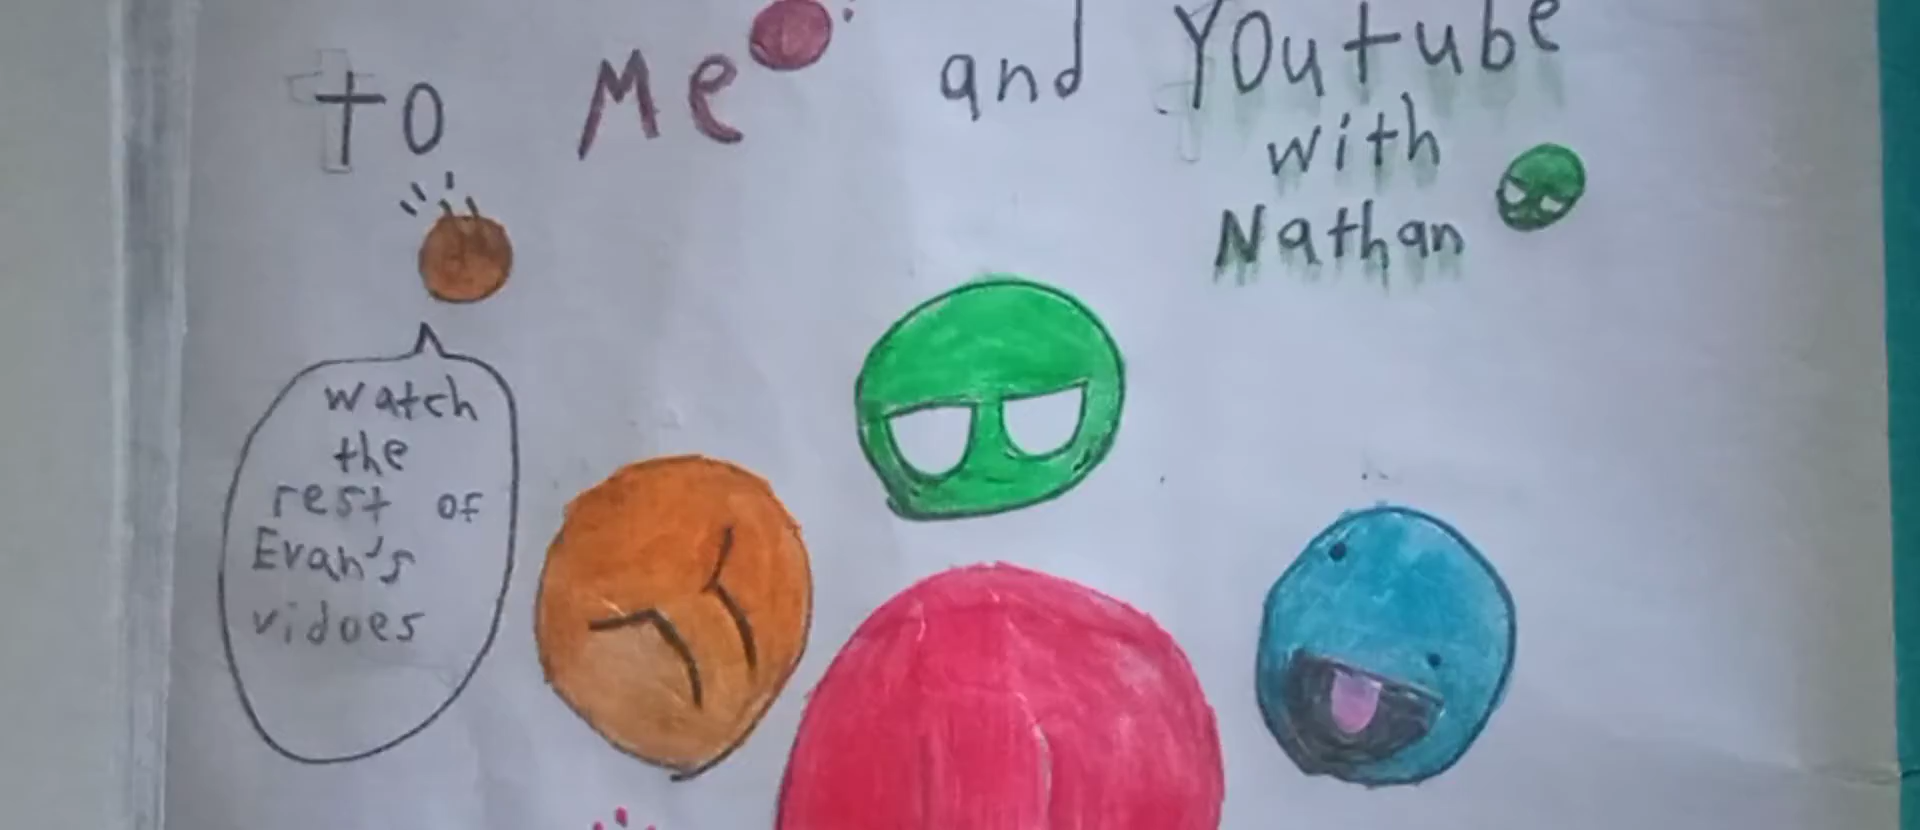 to Me and Youtube
with
Nathan
watch
the
rest of
Evan's
vidoes